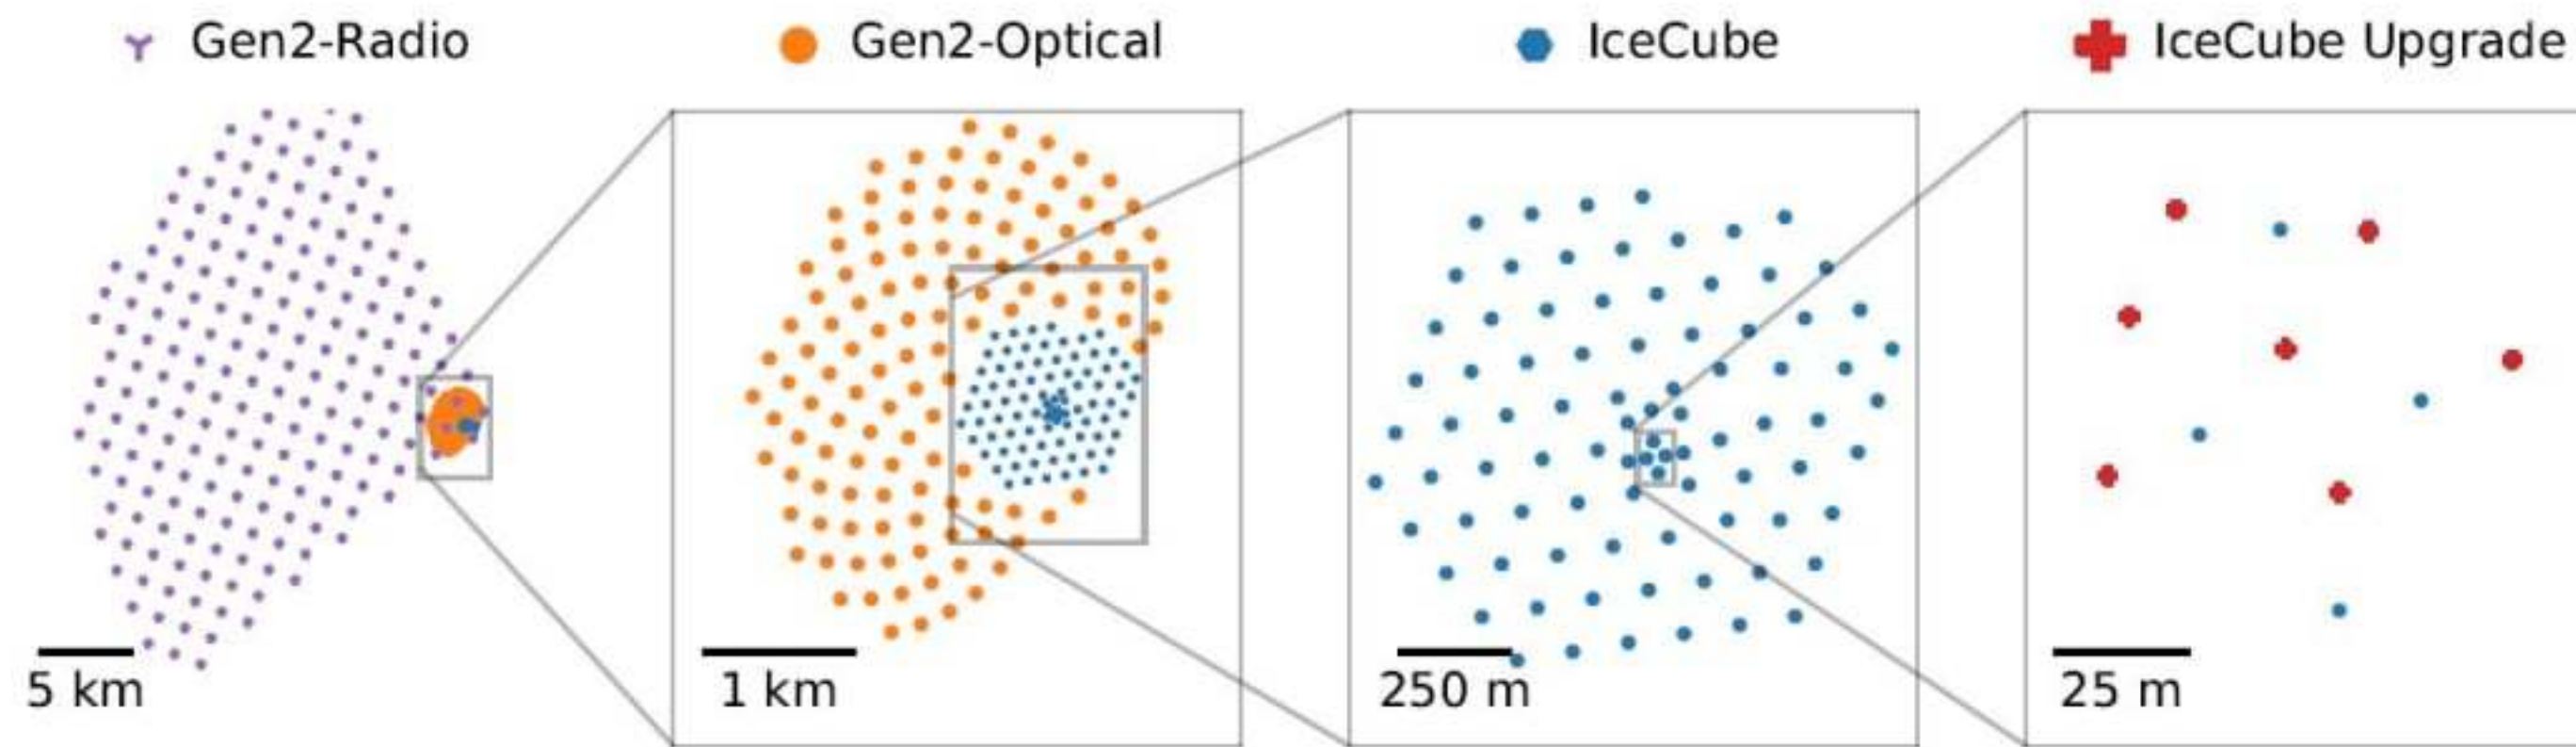 Gen2-Radio
Gen2-Optical
IceCube
IceCube Upgrade
5 km
1 km
250 m
25 m